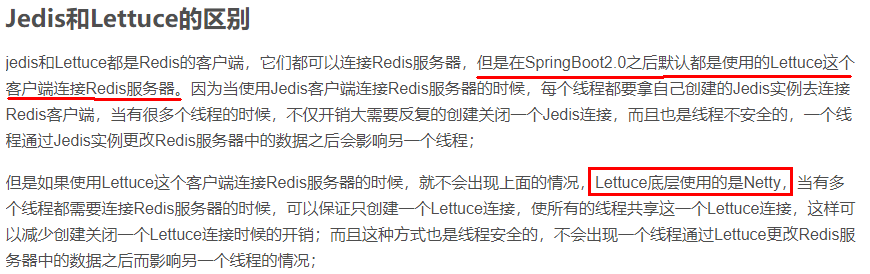 Jedis和Lettuce的区别
jedis和Lettuce都是Redis的客户端，它们都可以连接Redis服务器，但是在SpringBoot2.0之后默认都是使用的Lettuce这个
客户端连接Redis服务器。因为当使用Jedis客户端连接Redis服务器的时候，每个线程都要拿自己创建的Jedis实例去连接
Redis客户端，当有很多个线程的时候，不仅开销大需要反复的创建关闭一个Jedis连接，而且也是线程不安全的，一个线
程通过Jedis实例更改Redis服务器中的数据之后会影响另一个线程；
但是如果使用Lettuce这个客户端连接Redis服务器的时候，就不会出现上面的情况，Lettuce底层使用的是Netty，当有多
个线程都需要连接Redis服务器的时候，可以保证只创建一个Lettuce连接，使所有的线程共享这一个Lettuce连接，这样可
以减少创建关闭一个Lettuce连接时候的开销；而且这种方式也是线程安全的，不会出现一个线程通过Lettuce更改Redis服
务器中的数据之后而影响另一个线程的情况；